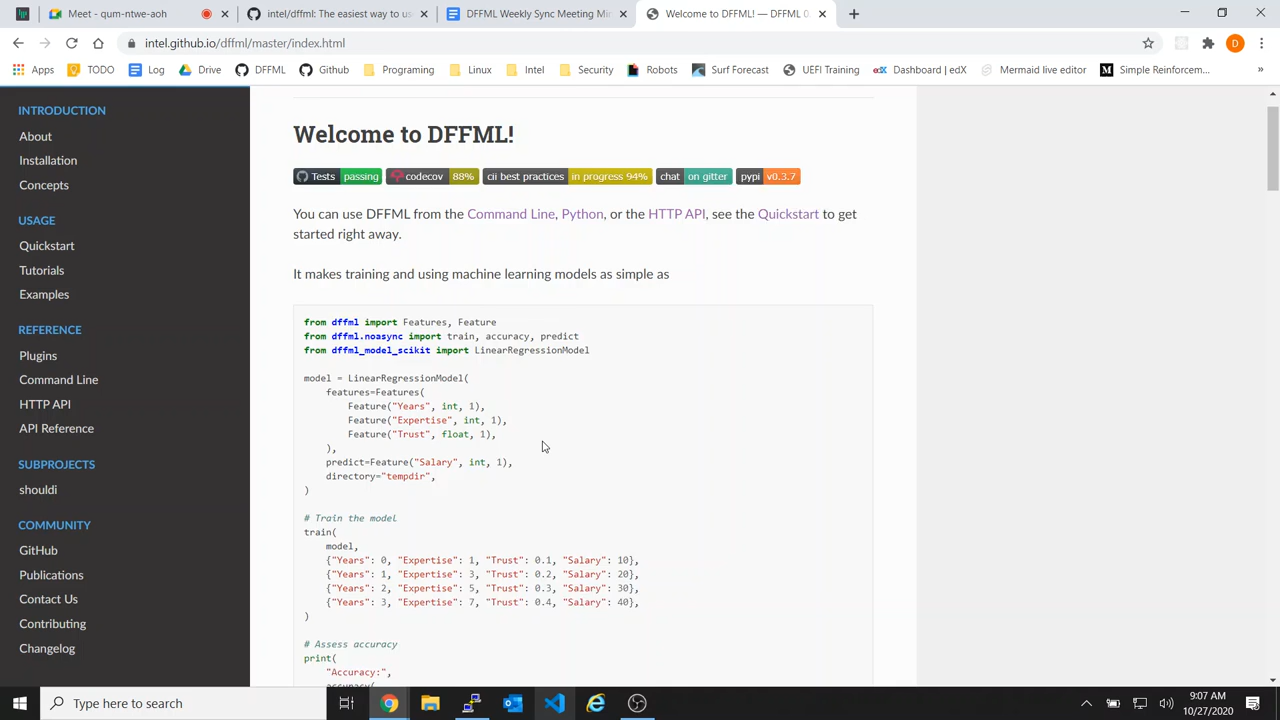 Meet - qum-ntwe-aoh
intel/dffml: The easiest way to us
DFFML Weekly Sync Meeting Min
Welcome to DFFML! — DFFML 0.
intel.github.io/dffml/master/index.html
D
Apps
TODO
Log
Drive
DFFML
Github
Programing
Linux
Intel
Security
Robots
Surf Forecast
UEFI Training
edX
Dashboard | edX
Mermaid live editor
M
Simple Reinforcem...
»
INTRODUCTION
About
Installation
Concepts
USAGE
Quickstart
Tutorials
Examples
REFERENCE
Plugins
Command Line
HTTP API
API Reference
SUBPROJECTS
shouldi
COMMUNITY
GitHub
Publications
Contact Us
Contributing
Changelog
Welcome to DFFML!
Tests passing codecov 88% cii best practices in progress 94% chat on gitter pypi v0.3.7
You can use DFFML from the Command Line, Python, or the HTTP API, see the Quickstart to get
started right away.
It makes training and using machine learning models as simple as
from dffml import Features, Feature
from dffml.noasync import train, accuracy, predict
from dffml_model_scikit import LinearRegressionModel
model = LinearRegressionModel(
features=Features(
Feature("Years", int, 1),
Feature("Expertise", int, 1),
Feature("Trust", float, 1),
),
predict=Feature("Salary", int, 1),
directory="tempdir",
)
# Train the model
train(
model,
{"Years": 0, "Expertise": 1, "Trust": 0.1, "Salary": 10},
{"Years": 1, "Expertise": 3, "Trust": 0.2, "Salary": 20},
{"Years": 2, "Expertise": 5, "Trust": 0.3, "Salary": 30},
{"Years": 3, "Expertise": 7, "Trust": 0.4, "Salary": 40},
)
# Assess accuracy
print(
"Accuracy:",
accuracy(
Type here to search
9:07 AM
10/27/2020